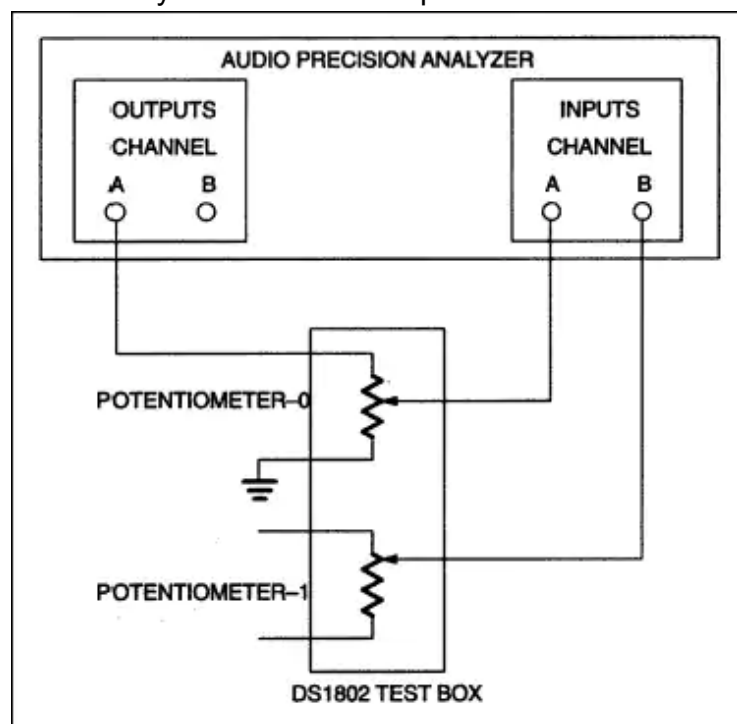 AUDIO PRECISION ANALYZER
OUTPUTS
CHANNEL
A B
INPUTS
CHANNEL
A B
POTENTIOMETER–0
POTENTIOMETER–1
DS1802 TEST BOX